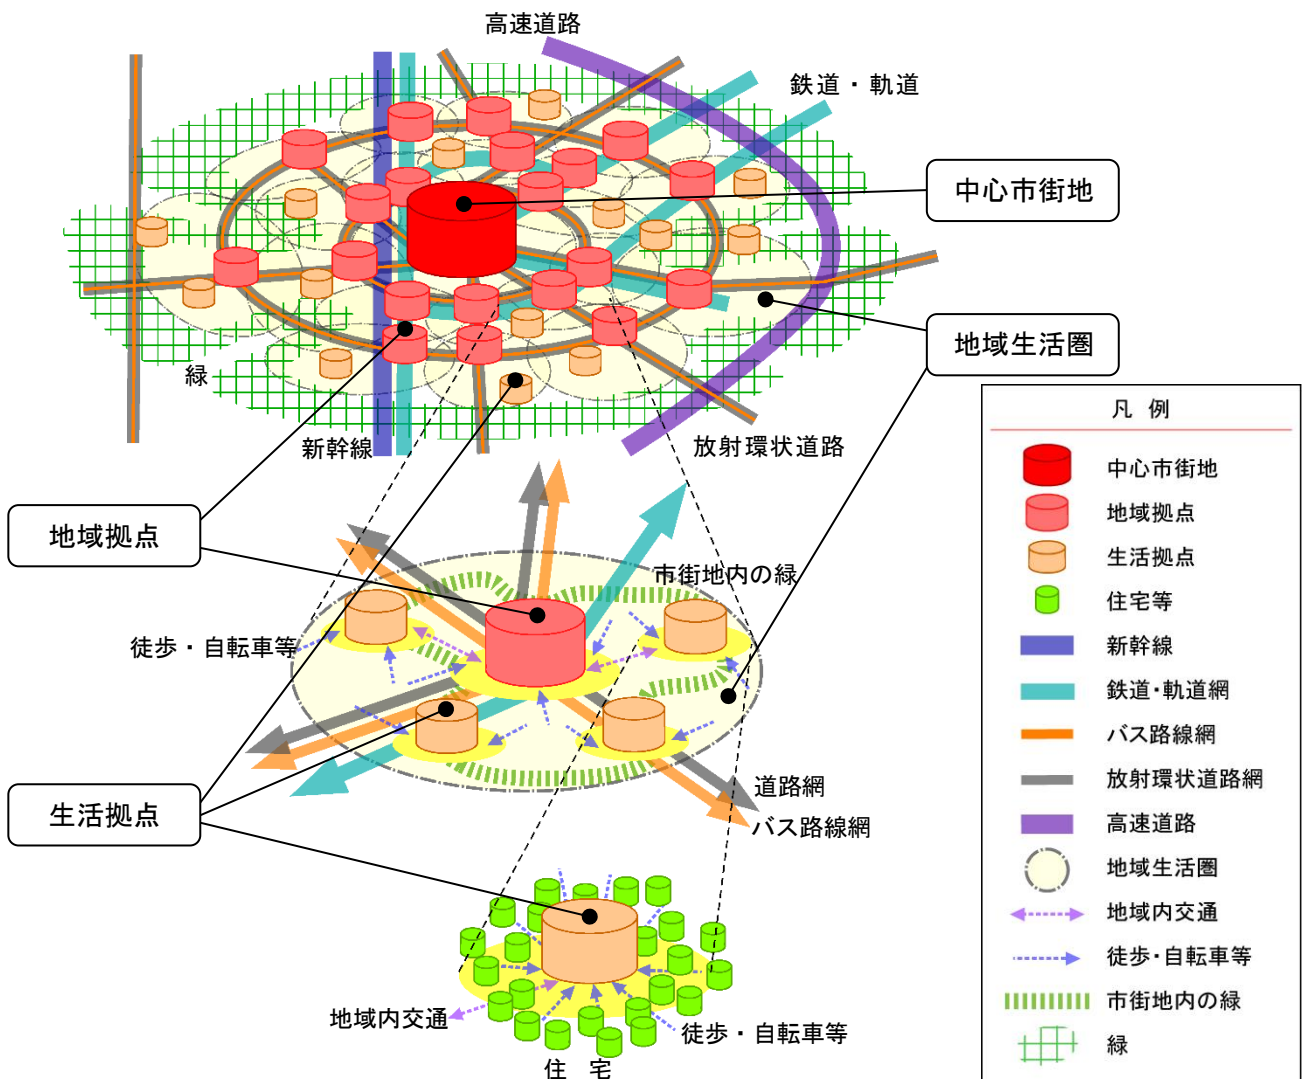 高速道路
鉄道・軌道
中心市街地
地域生活圏
緑
新幹線
放射環状道路
地域拠点
市街地内の緑
徒歩・自転車等
生活拠点
道路網
バス路線網
地域内交通
徒歩・自転車等
住 宅
凡 例
中心市街地
地域拠点
生活拠点
住宅等
新幹線
鉄道・軌道網
バス路線網
放射環状道路網
高速道路
地域生活圏
地域内交通
徒歩・自転車等
市街地内の緑
緑